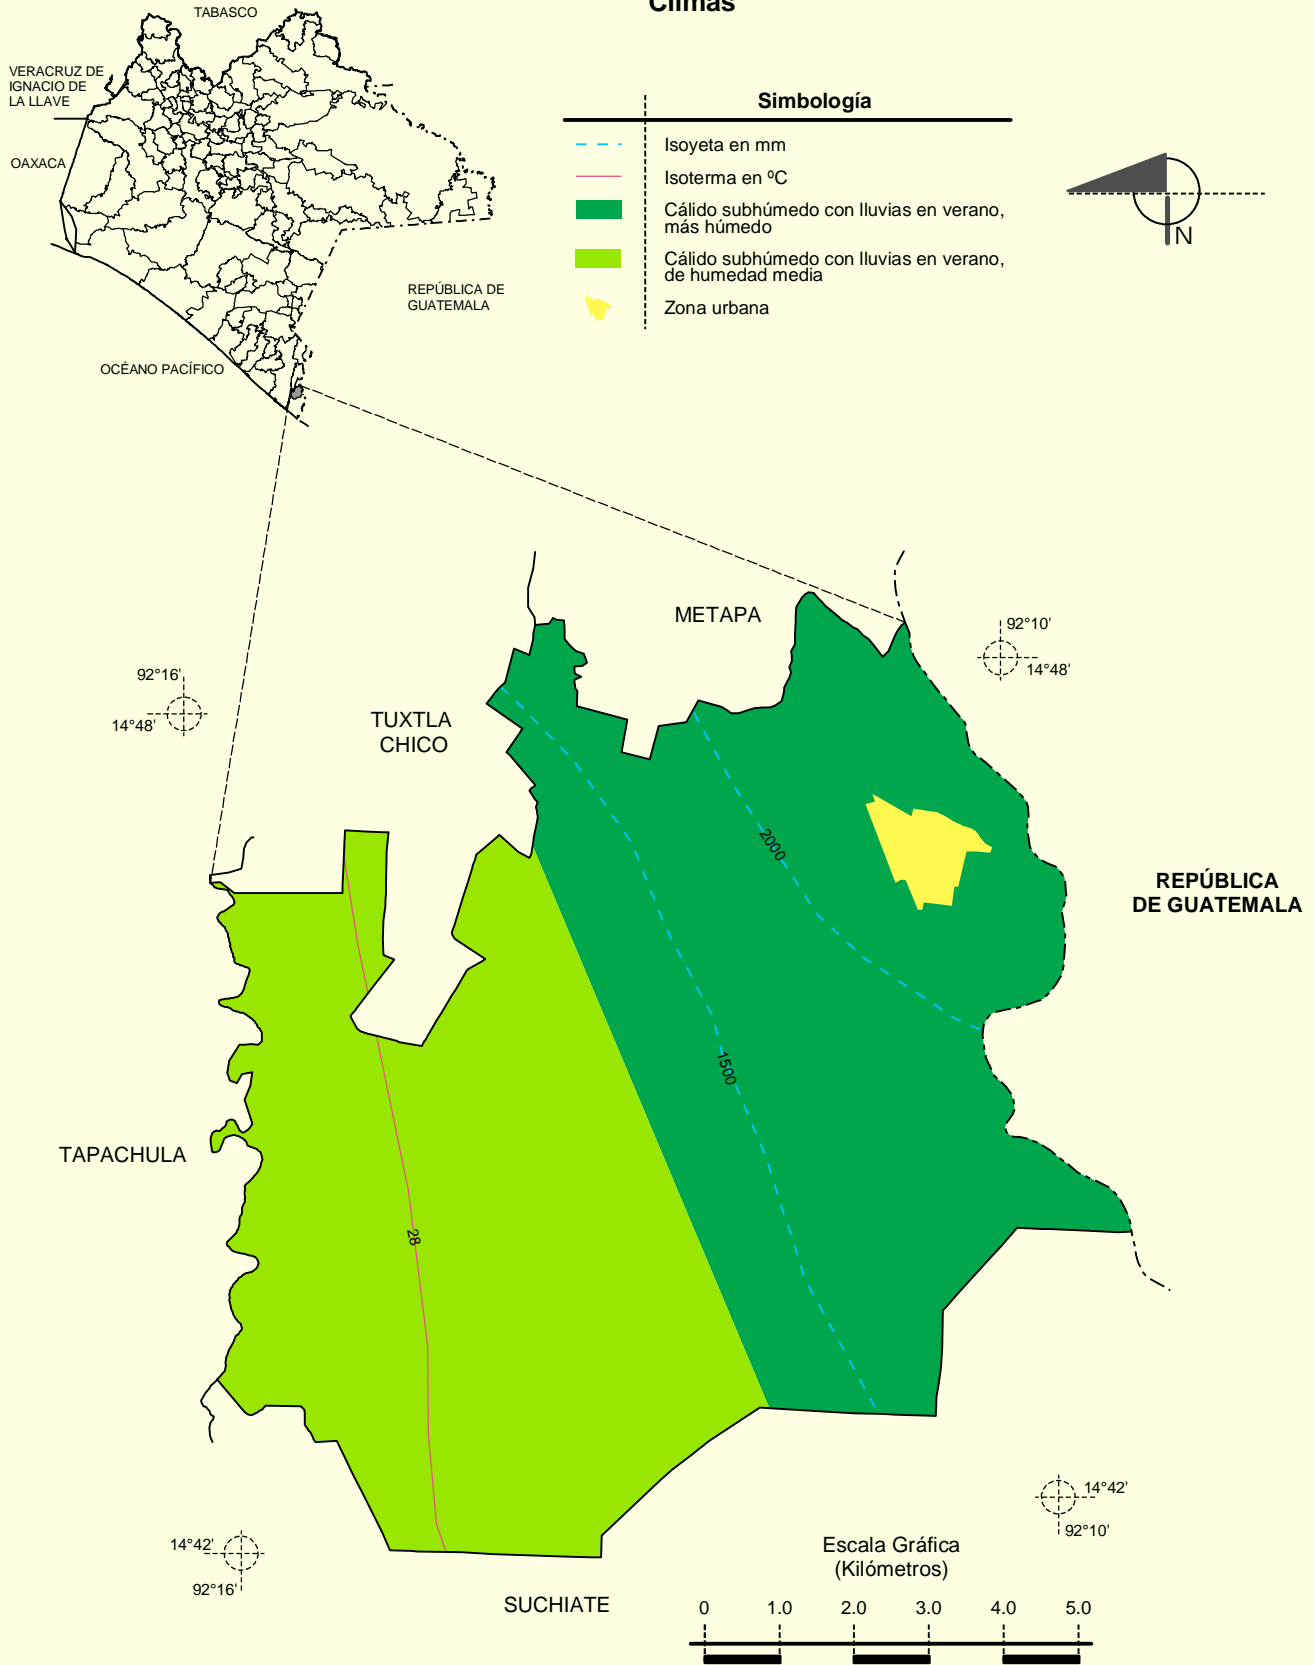 Climas
TABASCO
VERACRUZ DE
IGNACIO DE
LA LLAVE
OAXACA
REPÚBLICA DE
GUATEMALA
OCÉANO PACÍFICO
Simbología
Isoyeta en mm
Isoterma en ºC
Cálido subhúmedo con lluvias en verano,
más húmedo
Cálido subhúmedo con lluvias en verano,
de humedad media
Zona urbana
N
METAPA
92°10'
14°48'
92°16'
14°48'
TUXTLA
CHICO
2000
REPÚBLICA
DE GUATEMALA
1500
TAPACHULA
28
14°42'
92°10'
14°42'
92°16'
SUCHIATE
Escala Gráfica
(Kilómetros)
0 1.0 2.0 3.0 4.0 5.0